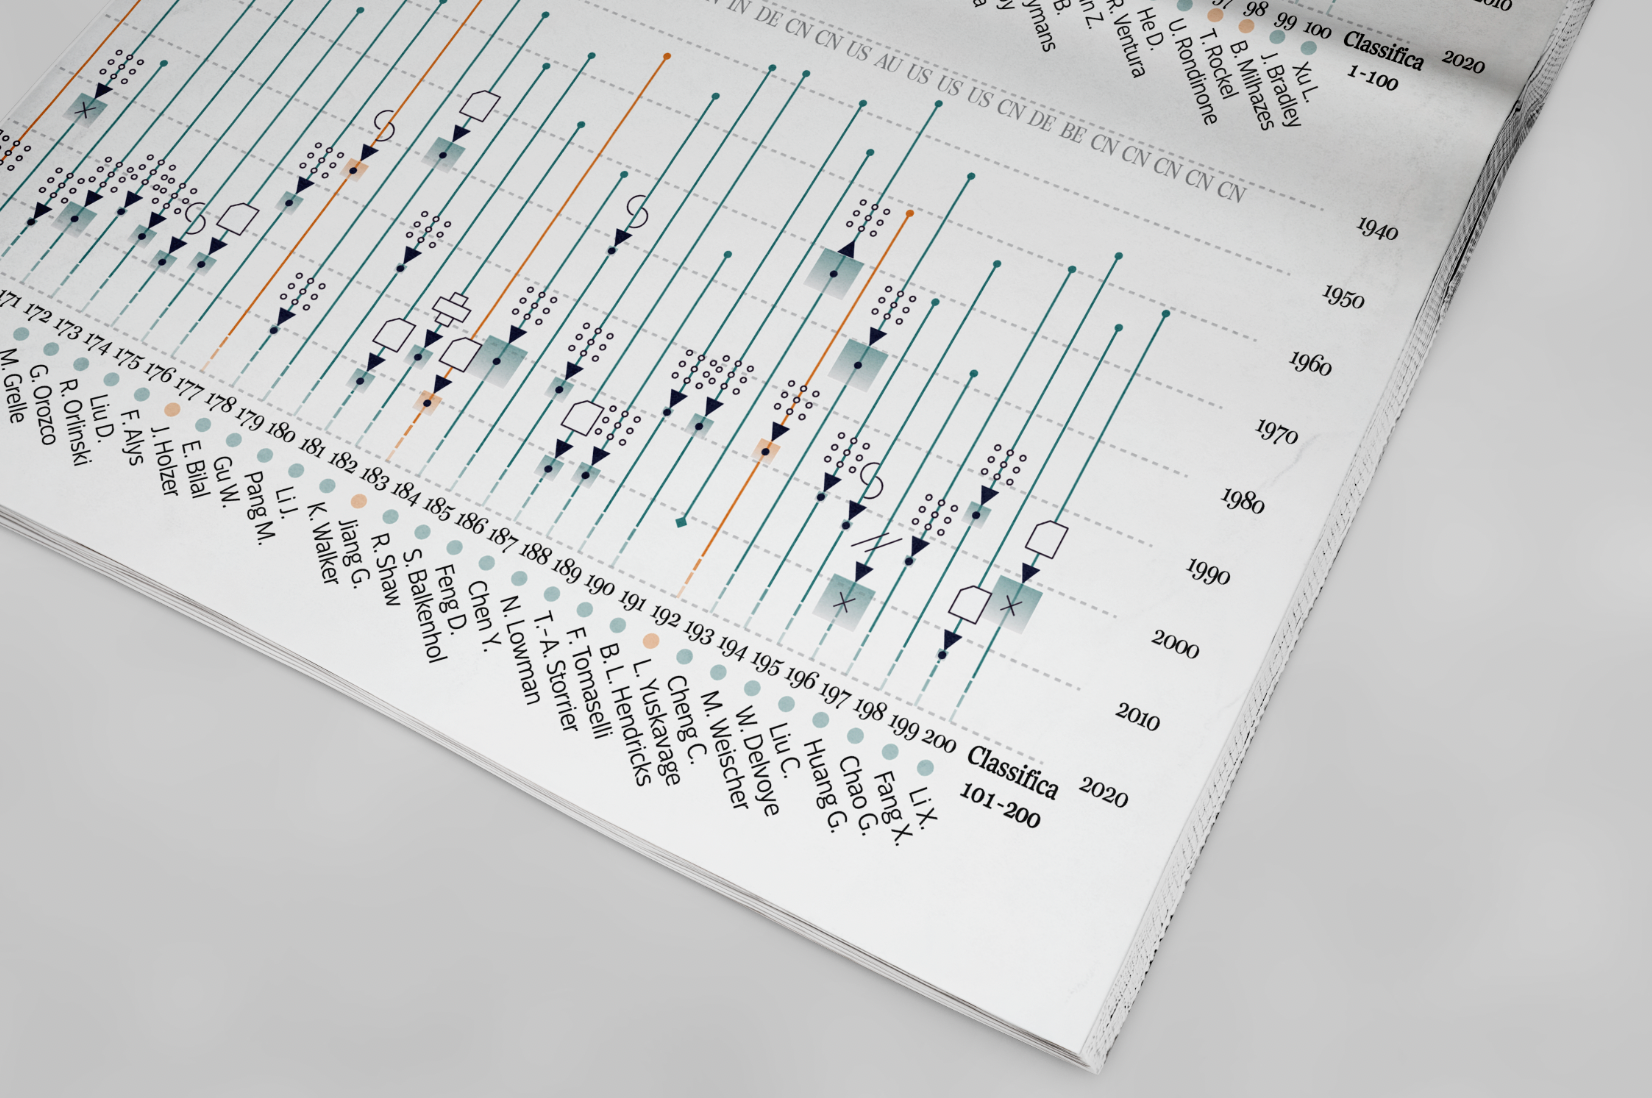 IN DE CN CN US AU US US US CN DE BE CN CN CN CN CN
98 99 100 Classifica
1-100
2020
ymans
B.
Z.
R. Ventura
He D.
U. Rondinone
T. Rockel
B. Milhazes
J. Bradley
Xu L.
1940
1950
1960
1970
1980
1990
2000
2010
2020
171 172 173 174 175 176 177 178 179 180 181 182 183 184 185 186 187 188 189 190 191 192 193 194 195 196 197 198 199 200 Classifica
101-200
M. Grelle
G. Orozco
R. Orlinski
Liu D.
F. Alys
J. Holzer
E. Bilal
Gu W.
Pang M.
Li J.
K. Walker
Jiang G.
R. Shaw
S. Balkenhol
Feng D.
Chen Y.
N. Lowman
T.-A. Storrier
F. Tomaselli
B. L. Hendricks
L. Yuskavage
Cheng C.
M. Weischer
W. Delvoye
Liu C.
Huang G.
Chao G.
Fang X.
Li X.